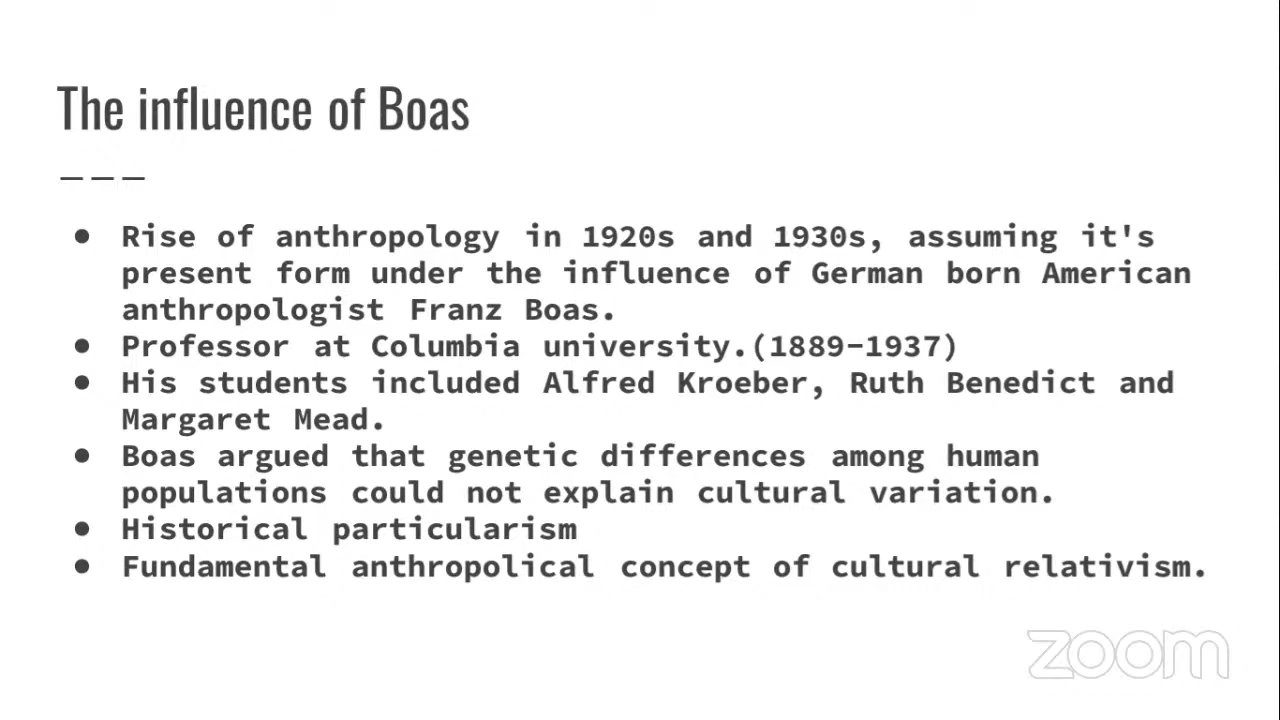 The influence of Boas
● Rise of anthropology in 1920s and 1930s, assuming it's
present form under the influence of German born American
anthropologist Franz Boas.
● Professor at Columbia university.(1889-1937)
● His students included Alfred Kroeber, Ruth Benedict and
Margaret Mead.
● Boas argued that genetic differences among human
populations could not explain cultural variation.
● Historical particularism
● Fundamental anthropolical concept of cultural relativism.
zoom